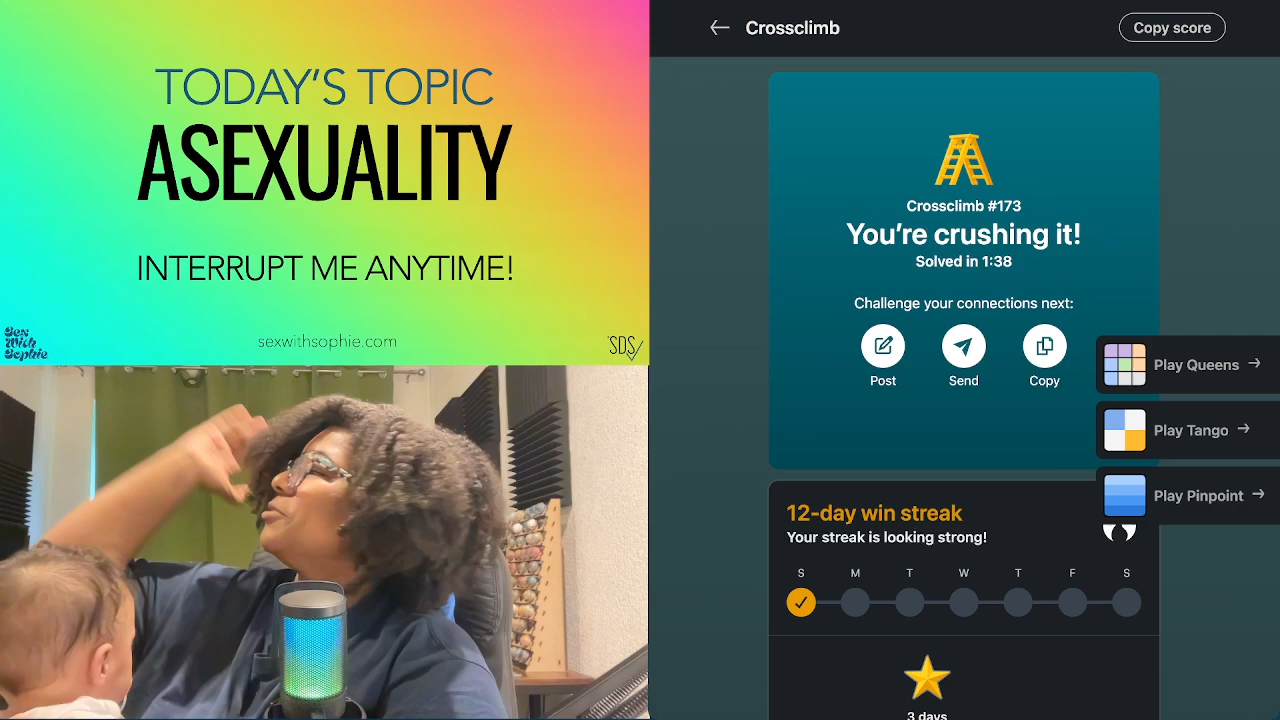 TODAY'S TOPIC
ASEXUALITY
INTERRUPT ME ANYTIME!
Sex
With
Sophie
sexwithsophie.com
SDS
Crossclimb
Copy score
Crossclimb #173
You're crushing it!
Solved in 1:38
Challenge your connections next:
Post
Send
Copy
Play Queens
Play Tango
Play Pinpoint
12-day win streak
Your streak is looking strong!
S M T W T F S
3 days